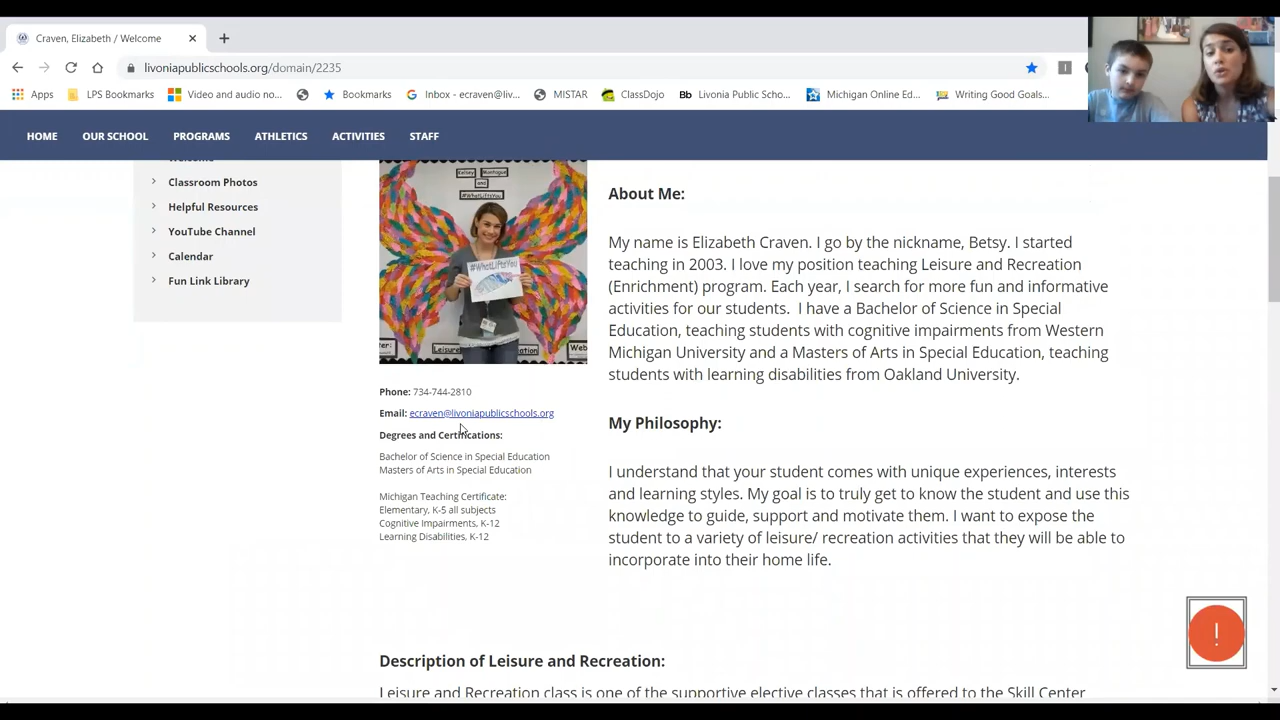 Craven, Elizabeth / Welcome
livoniapublicschools.org/domain/2235
Apps LPS Bookmarks Video and audio no... Bookmarks Inbox - ecraven@liv... MISTAR ClassDojo Bb Livonia Public Scho... Michigan Online Ed... Writing Good Goals...
HOME OUR SCHOOL PROGRAMS ATHLETICS ACTIVITIES STAFF
Welcome
Classroom Photos
Helpful Resources
YouTube Channel
Calendar
Fun Link Library
Kelsey Montague
and
#WhatLiftsYou
#WhatLiftsYou
Leisure
Web
Phone: 734-744-2810
Email: ecraven@livoniapublicschools.org
Degrees and Certifications:
Bachelor of Science in Special Education
Masters of Arts in Special Education
Michigan Teaching Certificate:
Elementary, K-5 all subjects
Cognitive Impairments, K-12
Learning Disabilities, K-12
About Me:
My name is Elizabeth Craven. I go by the nickname, Betsy. I started
teaching in 2003. I love my position teaching Leisure and Recreation
(Enrichment) program. Each year, I search for more fun and informative
activities for our students. I have a Bachelor of Science in Special
Education, teaching students with cognitive impairments from Western
Michigan University and a Masters of Arts in Special Education, teaching
students with learning disabilities from Oakland University.
My Philosophy:
I understand that your student comes with unique experiences, interests
and learning styles. My goal is to truly get to know the student and use this
knowledge to guide, support and motivate them. I want to expose the
student to a variety of leisure/ recreation activities that they will be able to
incorporate into their home life.
!
Description of Leisure and Recreation:
Leisure and Recreation class is one of the supportive elective classes that is offered to the Skill Center